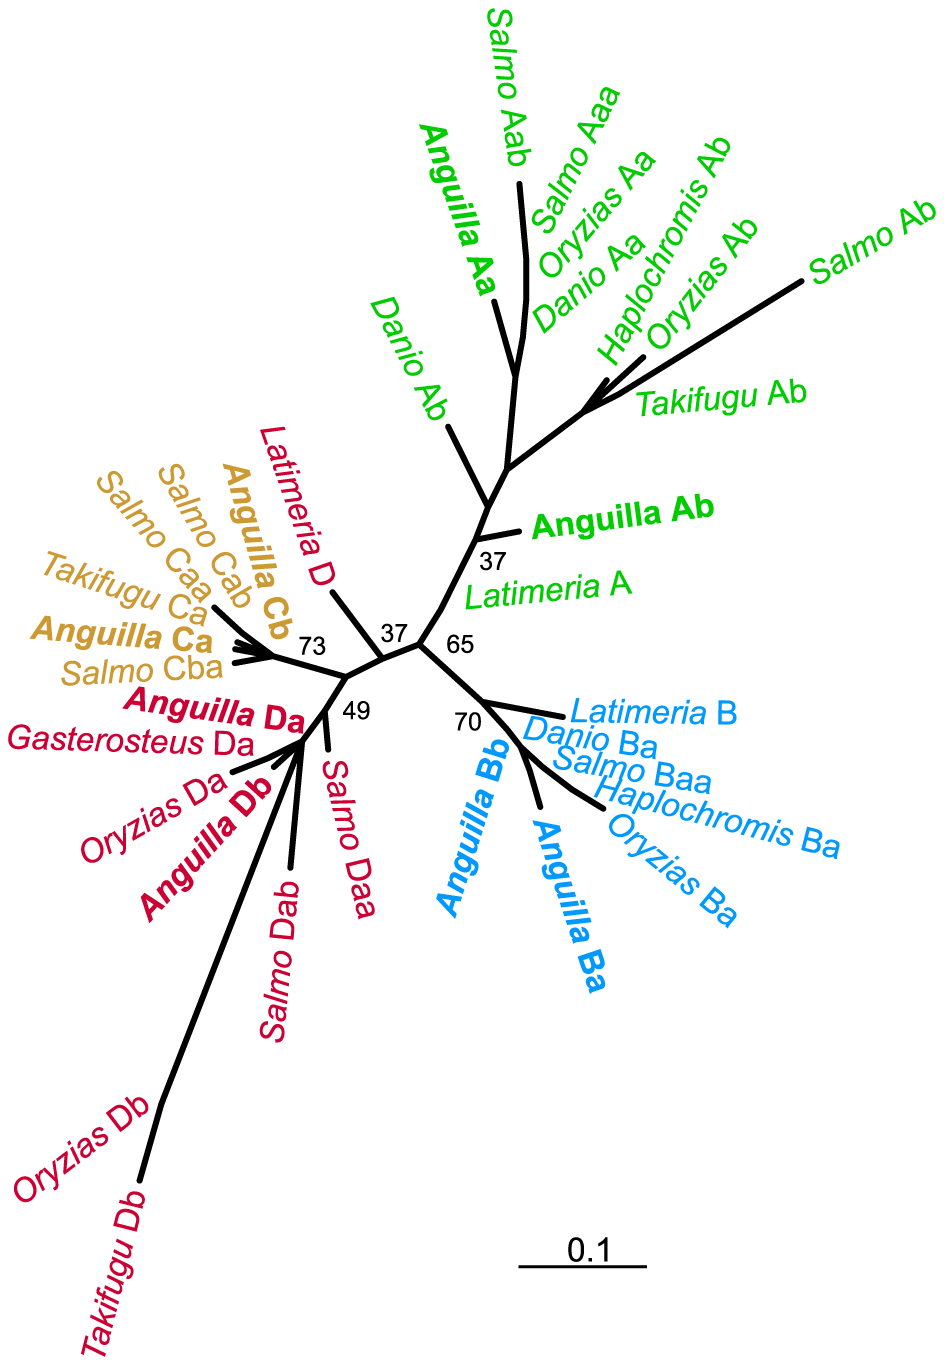 Salmo Aab
Salmo Aaa
Anguilla Aa
Oryzias Aa
Haplochromis Ab
Danio Aa
Oryzias Ab
Salmo Ab
Danio Ab
Takifugu Ab
Anguilla Ab
37
Latimeria A
Latimeria D
Anguilla Cb
Salmo Cab
Salmo Caa
Takifugu Ca
Anguilla Ca
Salmo Cba
73
37
65
49
70
Latimeria B
Danio Ba
Salmo Baa
Haplochromis Ba
Oryzias Ba
Anguilla Bb
Anguilla Ba
Anguilla Da
Gasterosteus Da
Oryzias Da
Anguilla Db
Salmo Daa
Salmo Dab
Oryzias Db
Takifugu Db
0.1